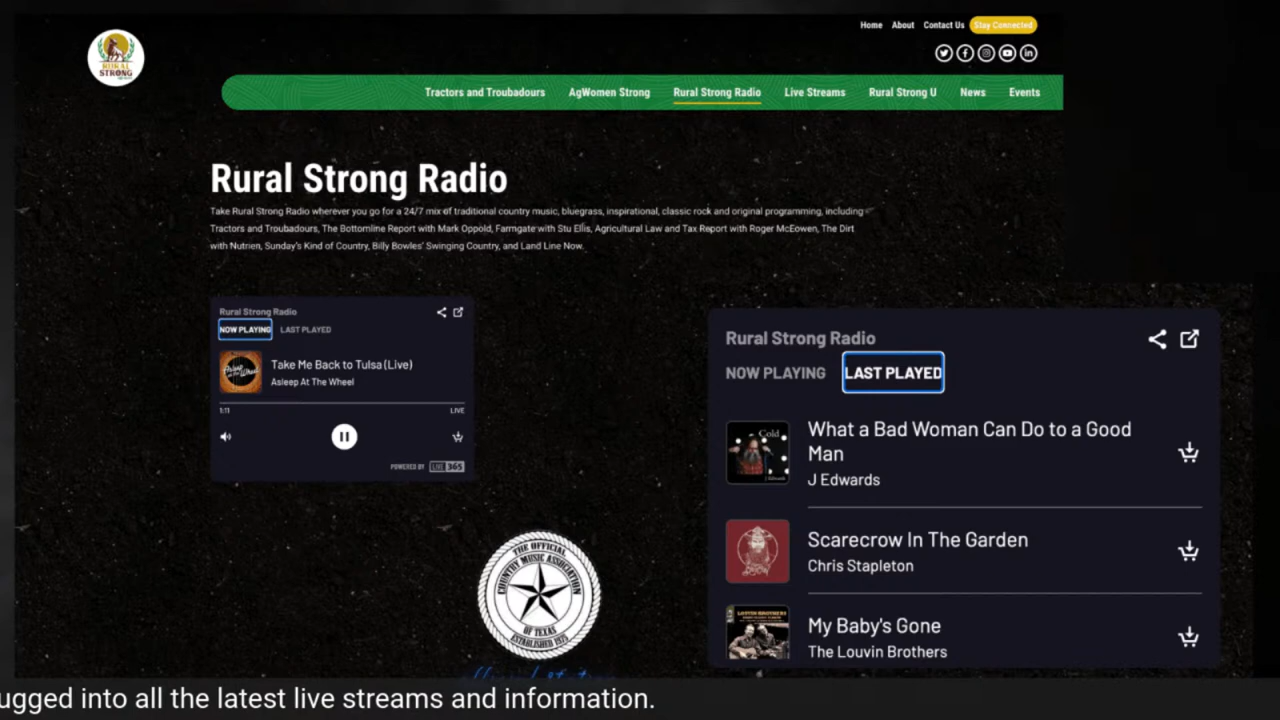 Home About Contact Us Stay Connected
RURAL
STRONG
Tractors and Troubadours AgWomen Strong Rural Strong Radio Live Streams Rural Strong U News Events
Rural Strong Radio
Take Rural Strong Radio wherever you go for a 24/7 mix of traditional country music, bluegrass, inspirational, classic rock and original programming, including
Tractors and Troubadours, The Bottomline Report with Mark Oppold, Farmgate with Stu Ellis, Agricultural Law and Tax Report with Roger McEowen, The Dirt
with Nutrien, Sunday's Kind of Country, Billy Bowles' Swinging Country, and Land Line Now.
Rural Strong Radio
NOW PLAYING LAST PLAYED
Take Me Back to Tulsa (Live)
Asleep At The Wheel
1:11 LIVE
POWERED BY LIVE 365
THE OFFICIAL
COUNTRY MUSIC ASSOCIATION
OF TEXAS
ESTABLISHED 1973
Rural Strong Radio
NOW PLAYING LAST PLAYED
Cold
J Edwards
What a Bad Woman Can Do to a Good
Man
J Edwards
Scarecrow In The Garden
Chris Stapleton
LOUVIN BROTHERS
My Baby's Gone
The Louvin Brothers
ugged into all the latest live streams and information.